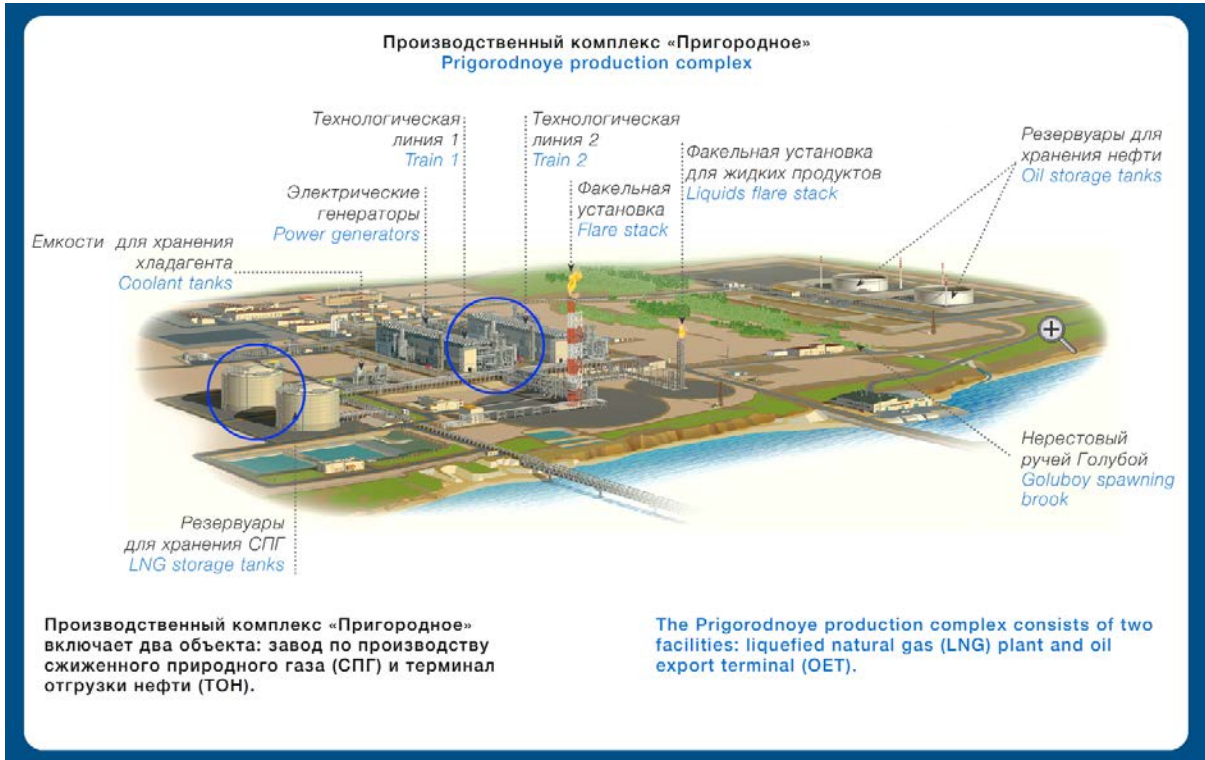 Производственный комплекс «Пригородное»
Prigorodnoye production complex
Технологическая
линия 1
Train 1
Технологическая
линия 2
Train 2
Факельная установка
для жидких продуктов
Liquids flare stack
Резервуары для
хранения нефти
Oil storage tanks
Электрические
генераторы
Power generators
Факельная
установка
Flare stack
Емкости для хранения
хладагента
Coolant tanks
Нерестовый
ручей Голубой
Goluboy spawning
brook
Резервуары
для хранения СПГ
LNG storage tanks
Производственный комплекс «Пригородное»
включает два объекта: завод по производству
сжиженного природного газа (СПГ) и терминал
отгрузки нефти (ТОН).
The Prigorodnoye production complex consists of two
facilities: liquefied natural gas (LNG) plant and oil
export terminal (OET).